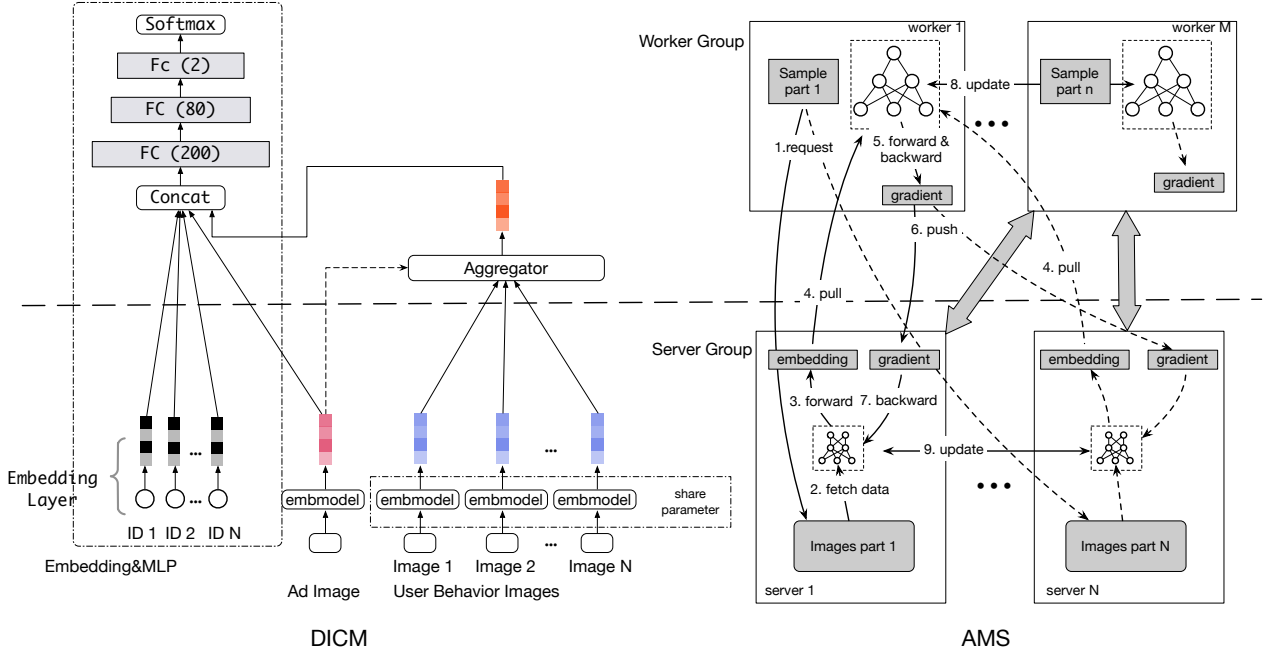 Softmax
Fc (2)
FC (80)
FC (200)
Concat
Aggregator
...
Embedding
Layer
ID 1
ID 2
ID N
Embedding&MLP
embmodel
embmodel
embmodel
embmodel
share
parameter
...
...
...
Image 1
Image 2
Image N
Ad Image
User Behavior Images
DICM
Worker Group
worker 1
worker M
Sample
part 1
8. update
Sample
part n
1.request
5. forward &
backward
gradient
gradient
6. push
4. pull
4. pull
Server Group
embedding
gradient
embedding
gradient
3. forward
7. backward
9. update
2. fetch data
Images part 1
Images part N
server 1
server N
AMS